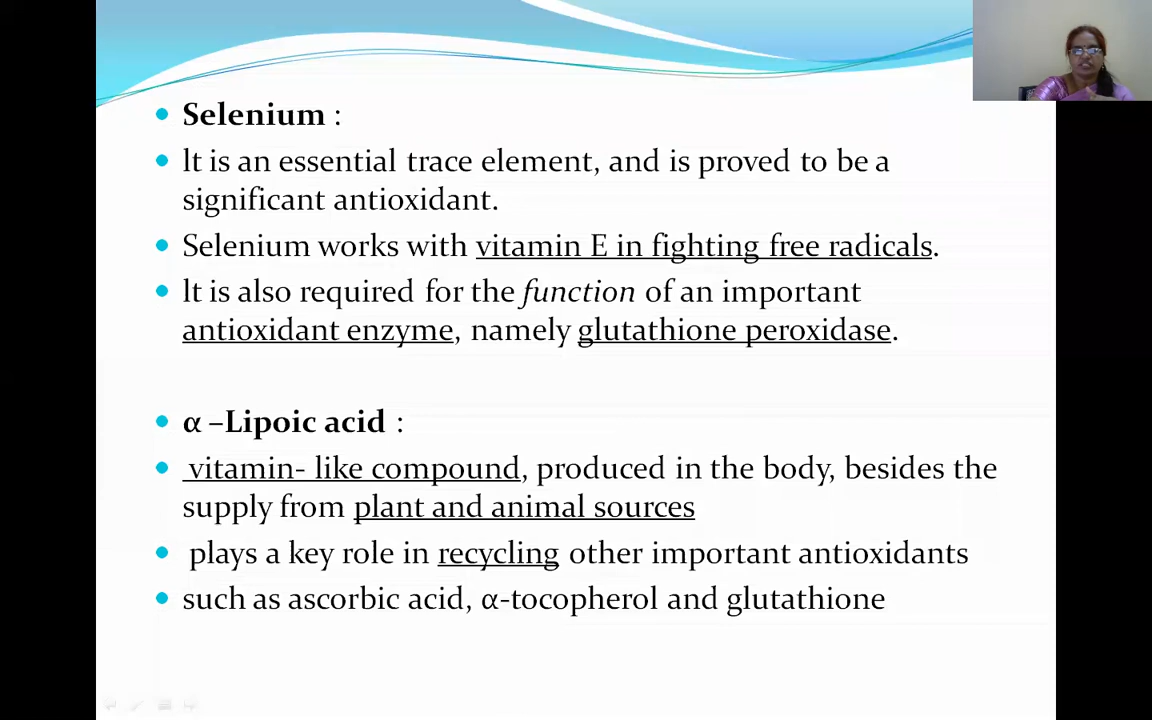 • Selenium :
• lt is an essential trace element, and is proved to be a
significant antioxidant.
• Selenium works with vitamin E in fighting free radicals.
• lt is also required for the function of an important
antioxidant enzyme, namely glutathione peroxidase.
• α –Lipoic acid :
• vitamin- like compound, produced in the body, besides the
supply from plant and animal sources
• plays a key role in recycling other important antioxidants
• such as ascorbic acid, α-tocopherol and glutathione